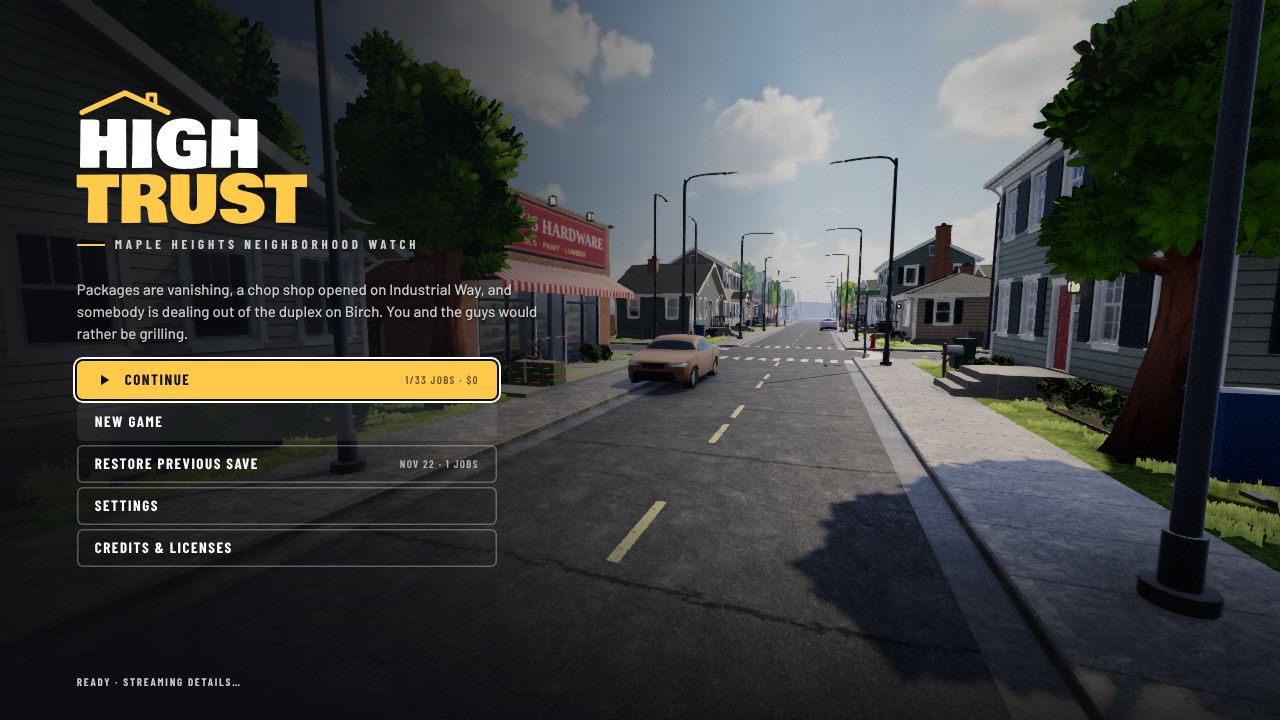 HIGH
TRUST
MAPLE HEIGHTS NEIGHBORHOOD WATCH
HARDWARE
PAINT · LUMBER
Packages are vanishing, a chop shop opened on Industrial Way, and
somebody is dealing out of the duplex on Birch. You and the guys would
rather be grilling.
CONTINUE 1/33 JOBS · $0
NEW GAME
RESTORE PREVIOUS SAVE NOV 22 · 1 JOBS
SETTINGS
CREDITS & LICENSES
READY · STREAMING DETAILS…